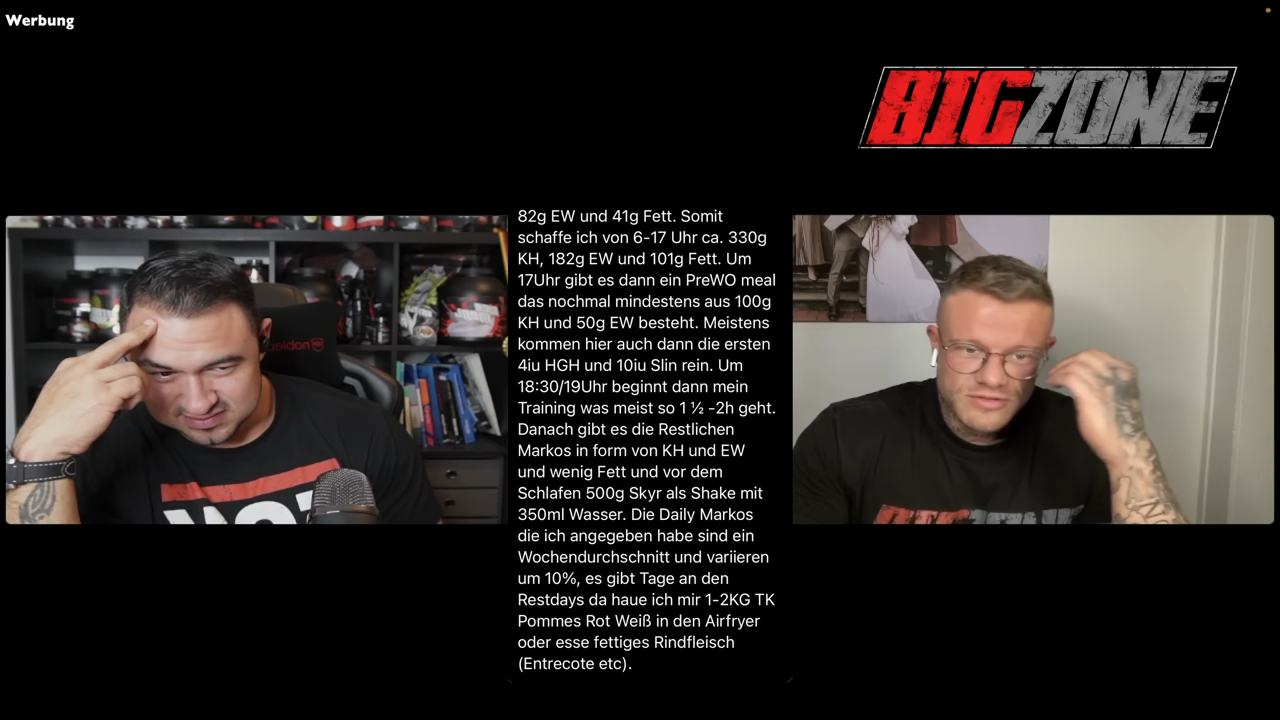 Werbung
BIGZONE
82g EW und 41g Fett. Somit
schaffe ich von 6-17 Uhr ca. 330g
KH, 182g EW und 101g Fett. Um
17Uhr gibt es dann ein PreWO meal
das nochmal mindestens aus 100g
KH und 50g EW besteht. Meistens
kommen hier auch dann die ersten
4iu HGH und 10iu Slin rein. Um
18:30/19Uhr beginnt dann mein
Training was meist so 1 ½ -2h geht.
Danach gibt es die Restlichen
Markos in form von KH und EW
und wenig Fett und vor dem
Schlafen 500g Skyr als Shake mit
350ml Wasser. Die Daily Markos
die ich angegeben habe sind ein
Wochendurchschnitt und variieren
um 10%, es gibt Tage an den
Restdays da haue ich mir 1-2KG TK
Pommes Rot Weiß in den Airfryer
oder esse fettiges Rindfleisch
(Entrecote etc).